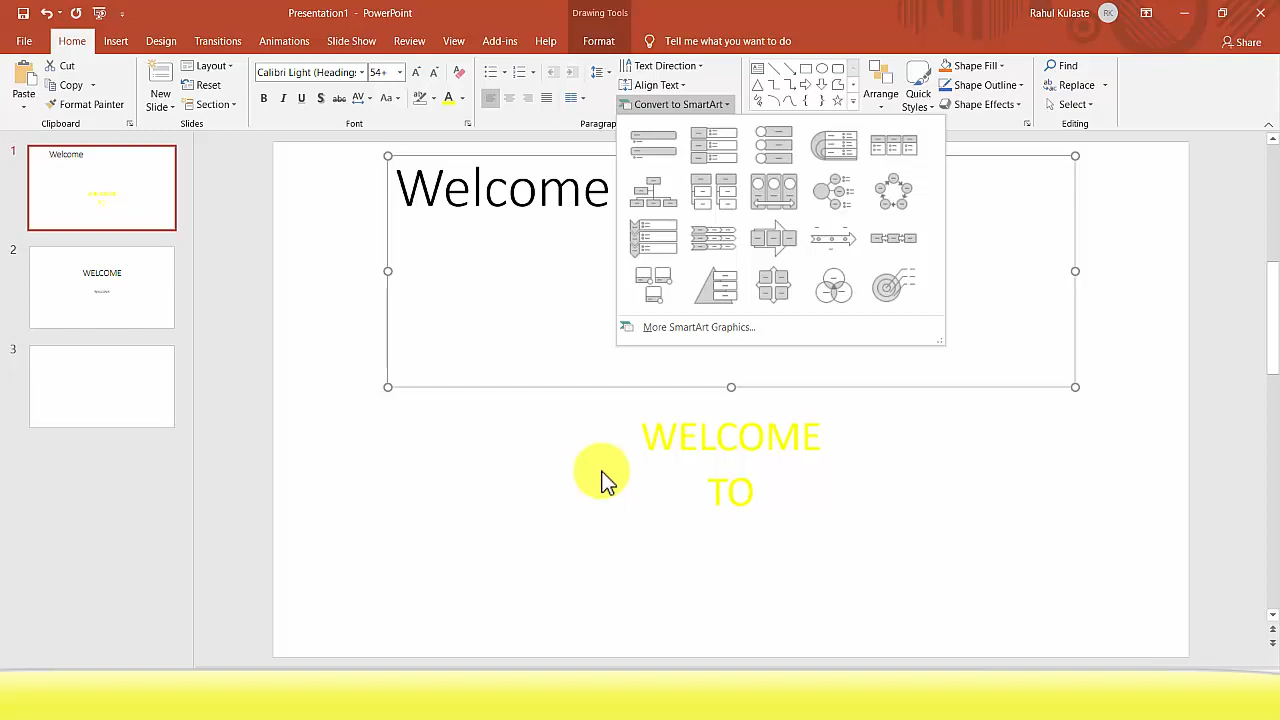 Presentation1 - PowerPoint
Drawing Tools
Rahul Kulaste
RK
File
Home
Insert
Design
Transitions
Animations
Slide Show
Review
View
Add-ins
Help
Format
Tell me what you want to do
Share
Paste
Cut
Copy
Format Painter
Clipboard
New
Slide
Layout
Reset
Section
Slides
Calibri Light (Headings)
54+
B
I
U
S
abc
Aa
A
Font
Text Direction
Align Text
Convert to SmartArt
Paragrap
Arrange
Quick
Styles
Shape Fill
Shape Outline
Shape Effects
Find
Replace
Select
Editing
More SmartArt Graphics...
1
Welcome
TO
2
WELCOME
WELCOME
3
Welcome
WELCOME
TO